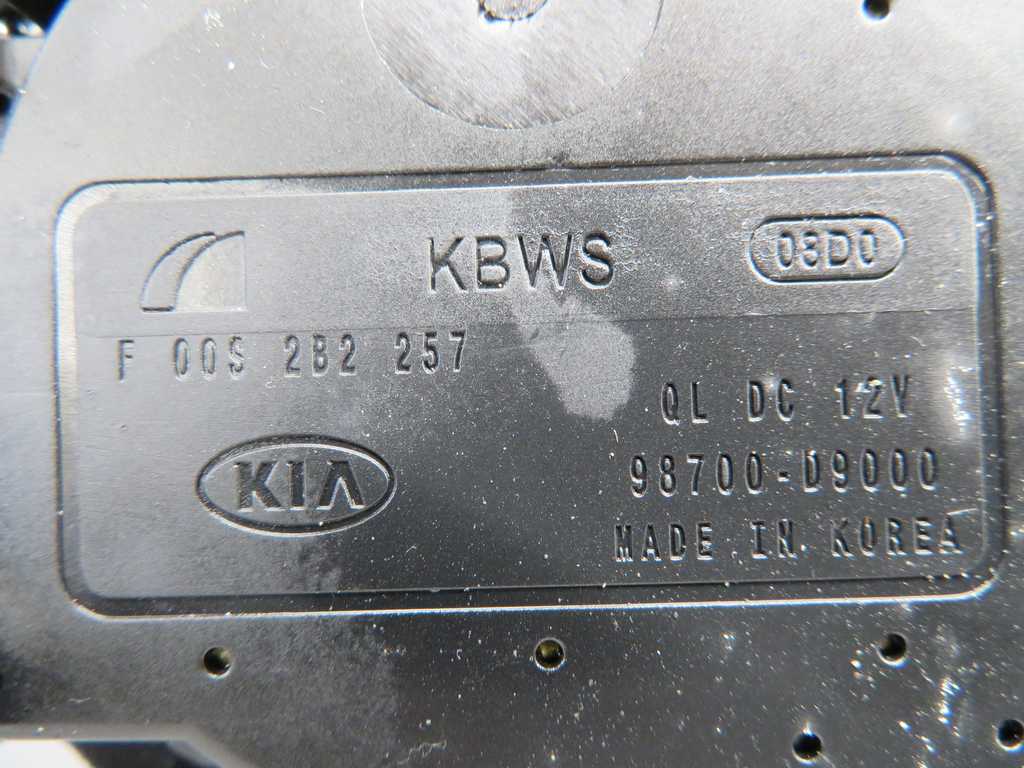 KBWS 08D0
F 00S 2B2 257
QL DC 12V
KIA 98700-D9000
MADE IN KOREA